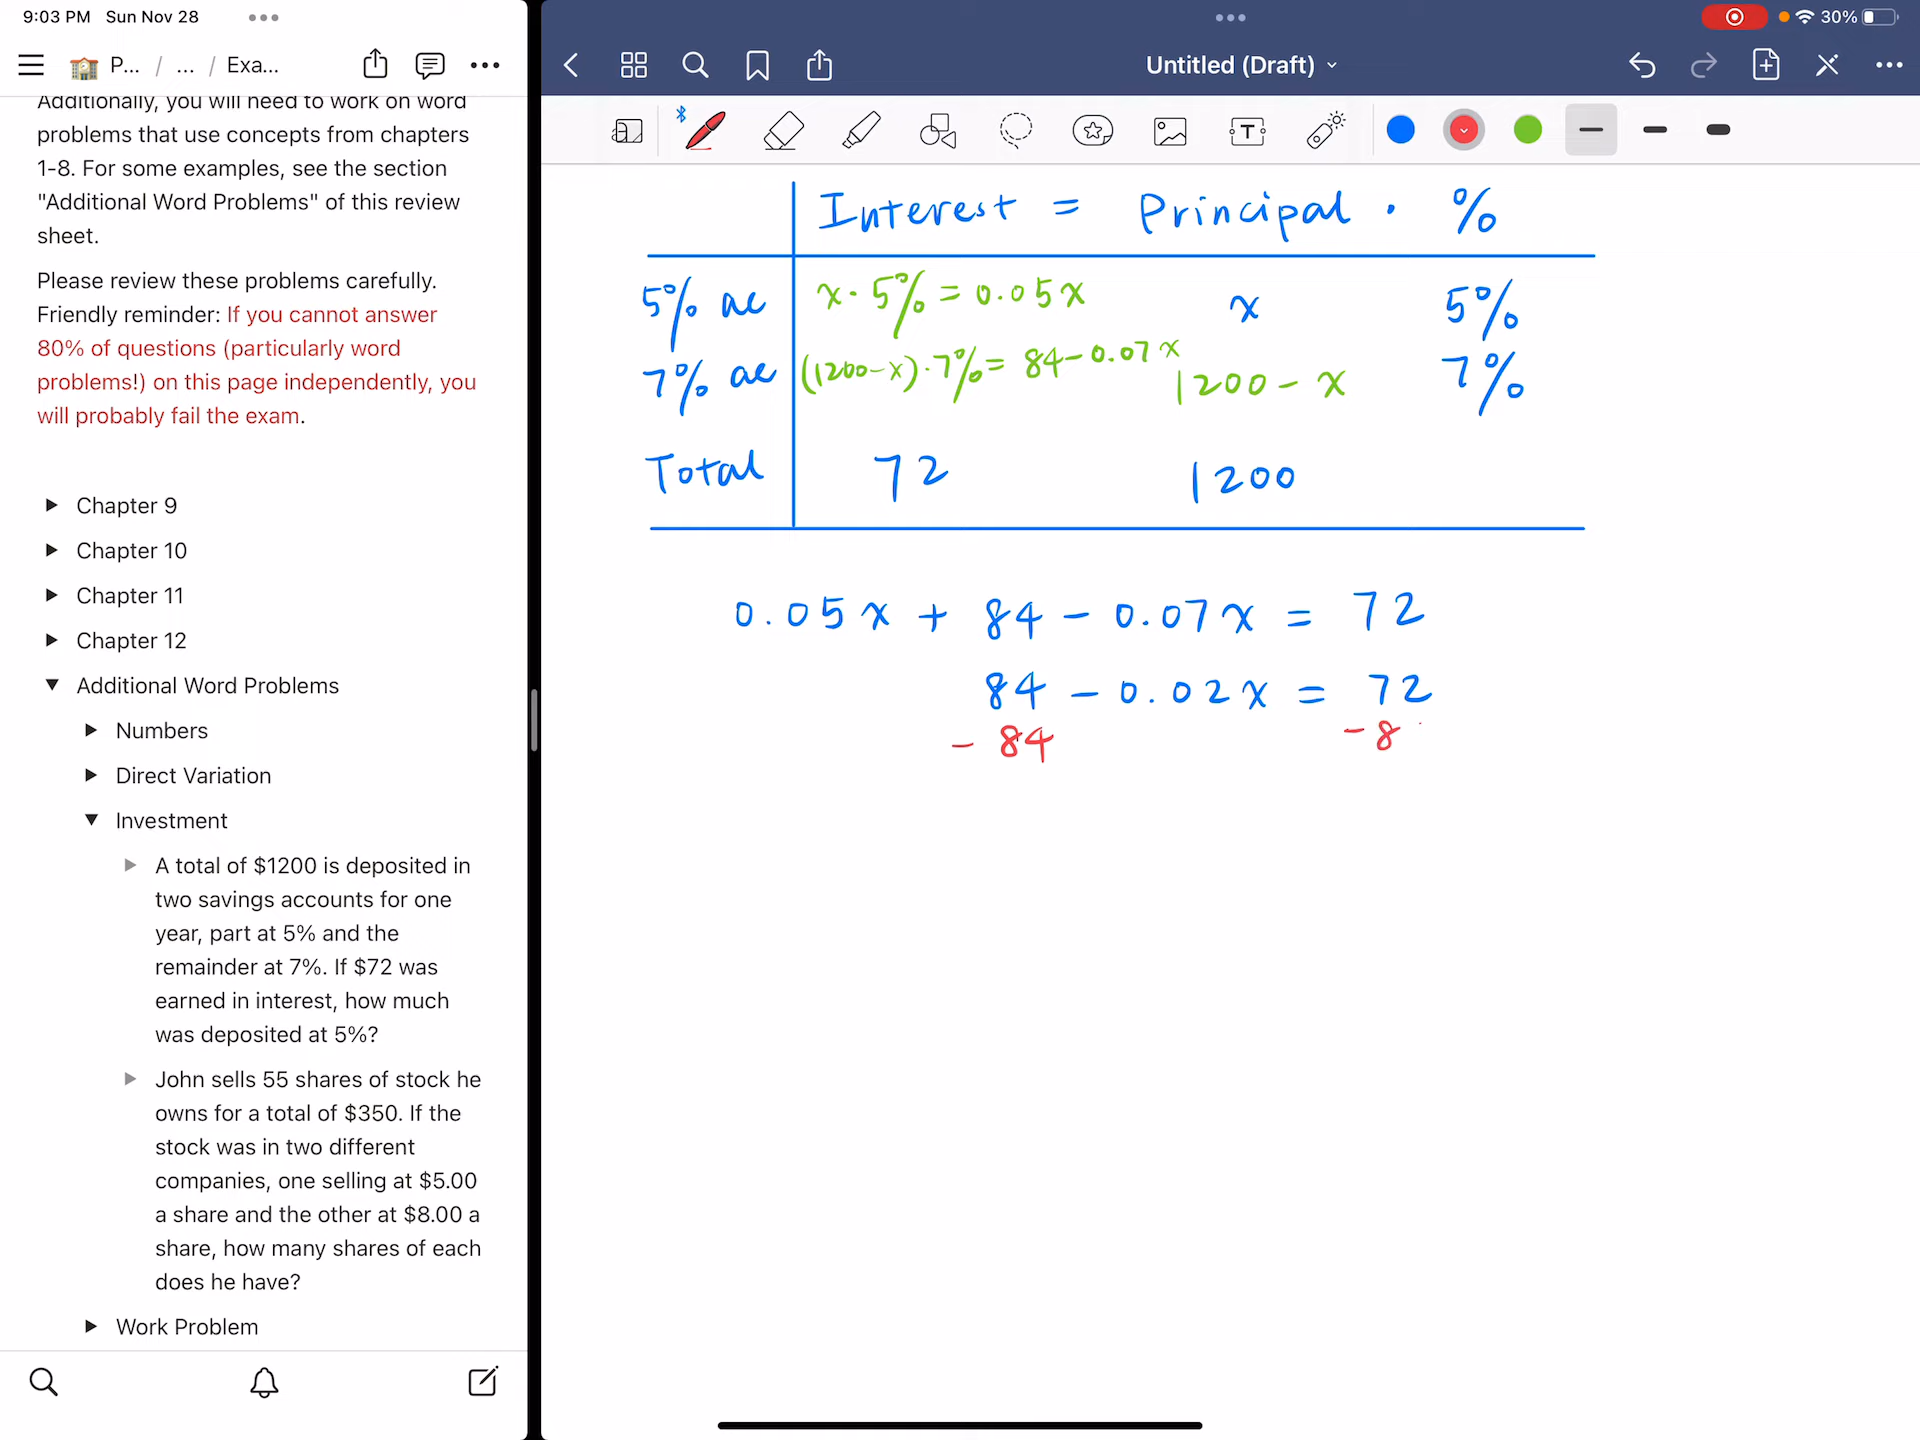 9:03 PM Sun Nov 28
30%
P... / ... / Exa...
Untitled (Draft)
Additionally, you will need to work on word
problems that use concepts from chapters
1-8. For some examples, see the section
"Additional Word Problems" of this review
sheet.
Please review these problems carefully.
Friendly reminder: If you cannot answer
80% of questions (particularly word
problems!) on this page independently, you
will probably fail the exam.
Chapter 9
Chapter 10
Chapter 11
Chapter 12
Additional Word Problems
Numbers
Direct Variation
Investment
A total of $1200 is deposited in
two savings accounts for one
year, part at 5% and the
remainder at 7%. If $72 was
earned in interest, how much
was deposited at 5%?
John sells 55 shares of stock he
owns for a total of $350. If the
stock was in two different
companies, one selling at $5.00
a share and the other at $8.00 a
share, how many shares of each
does he have?
Work Problem
Interest = Principal · %
5% ac x · 5% = 0.05x x 5%
7% ac (1200-x) · 7% = 84-0.07x 1200-x 7%
Total 72 1200
0.05x + 84 - 0.07x = 72
84 - 0.02x = 72
- 84 - 8